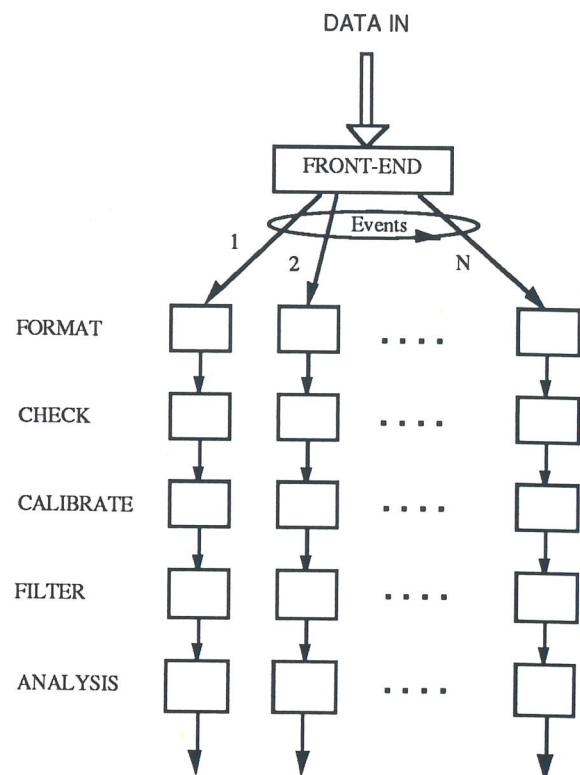 DATA IN
FRONT-END
Events
1
2
N
FORMAT
CHECK
CALIBRATE
FILTER
ANALYSIS